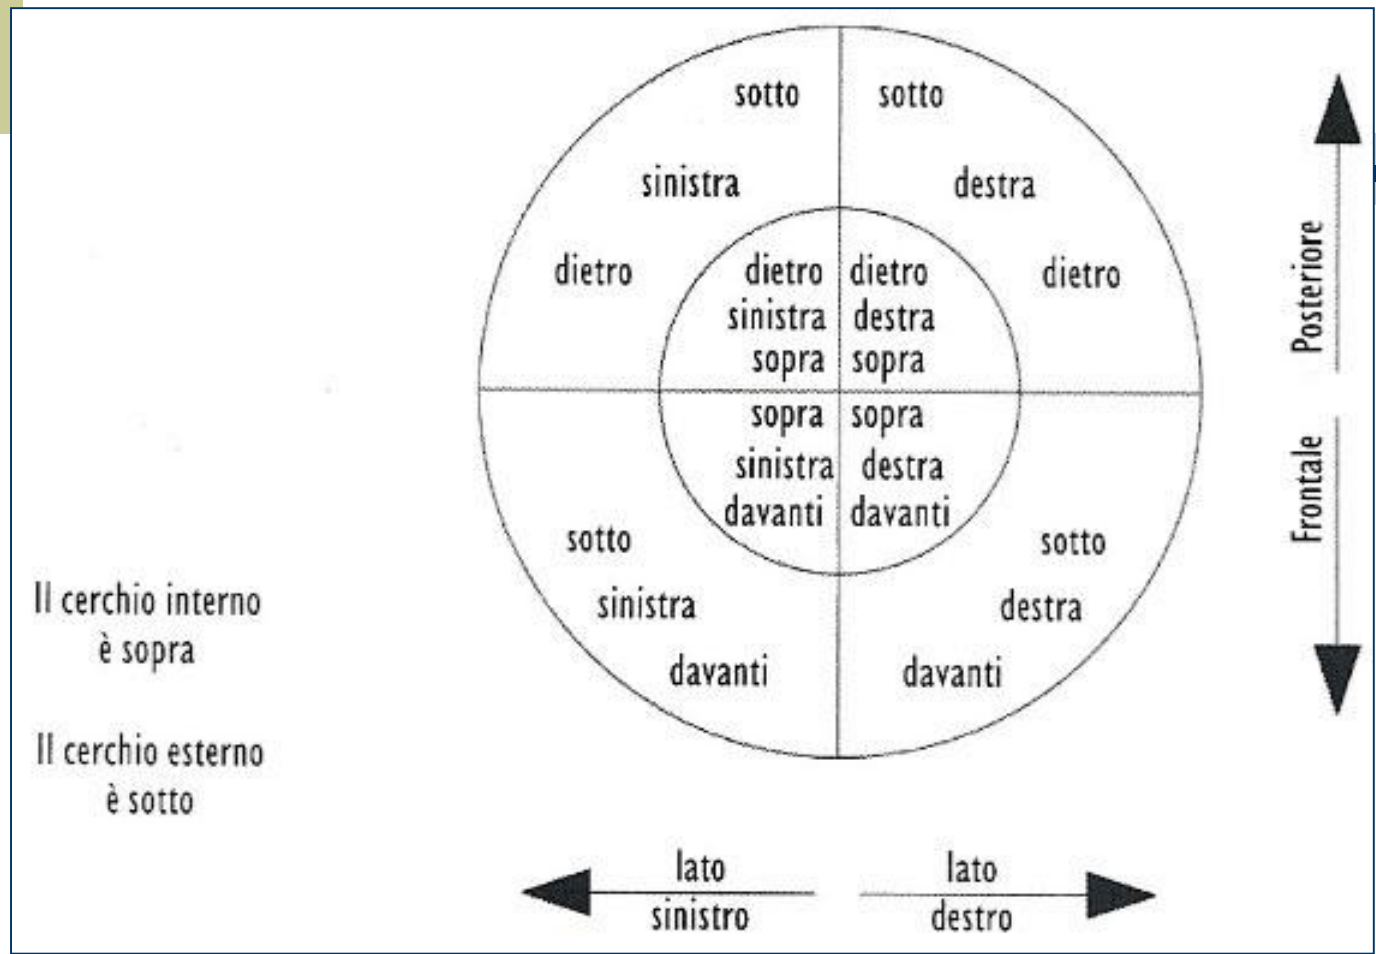 sotto sotto
sinistra destra
dietro dietro
dietro dietro
sinistra destra
sopra sopra
sopra sopra
sinistra destra
davanti davanti
sotto sotto
sinistra destra
davanti davanti
Posteriore
Frontale
Il cerchio interno
è sopra
Il cerchio esterno
è sotto
lato
sinistro
lato
destro